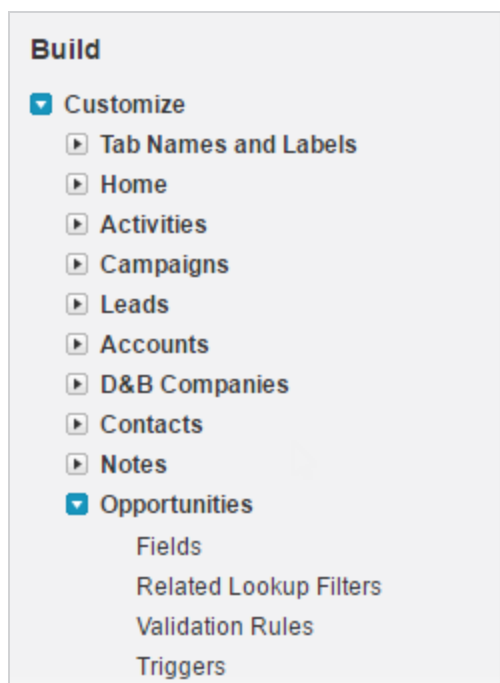 Build
Customize
Tab Names and Labels
Home
Activities
Campaigns
Leads
Accounts
D&B Companies
Contacts
Notes
Opportunities
Fields
Related Lookup Filters
Validation Rules
Triggers